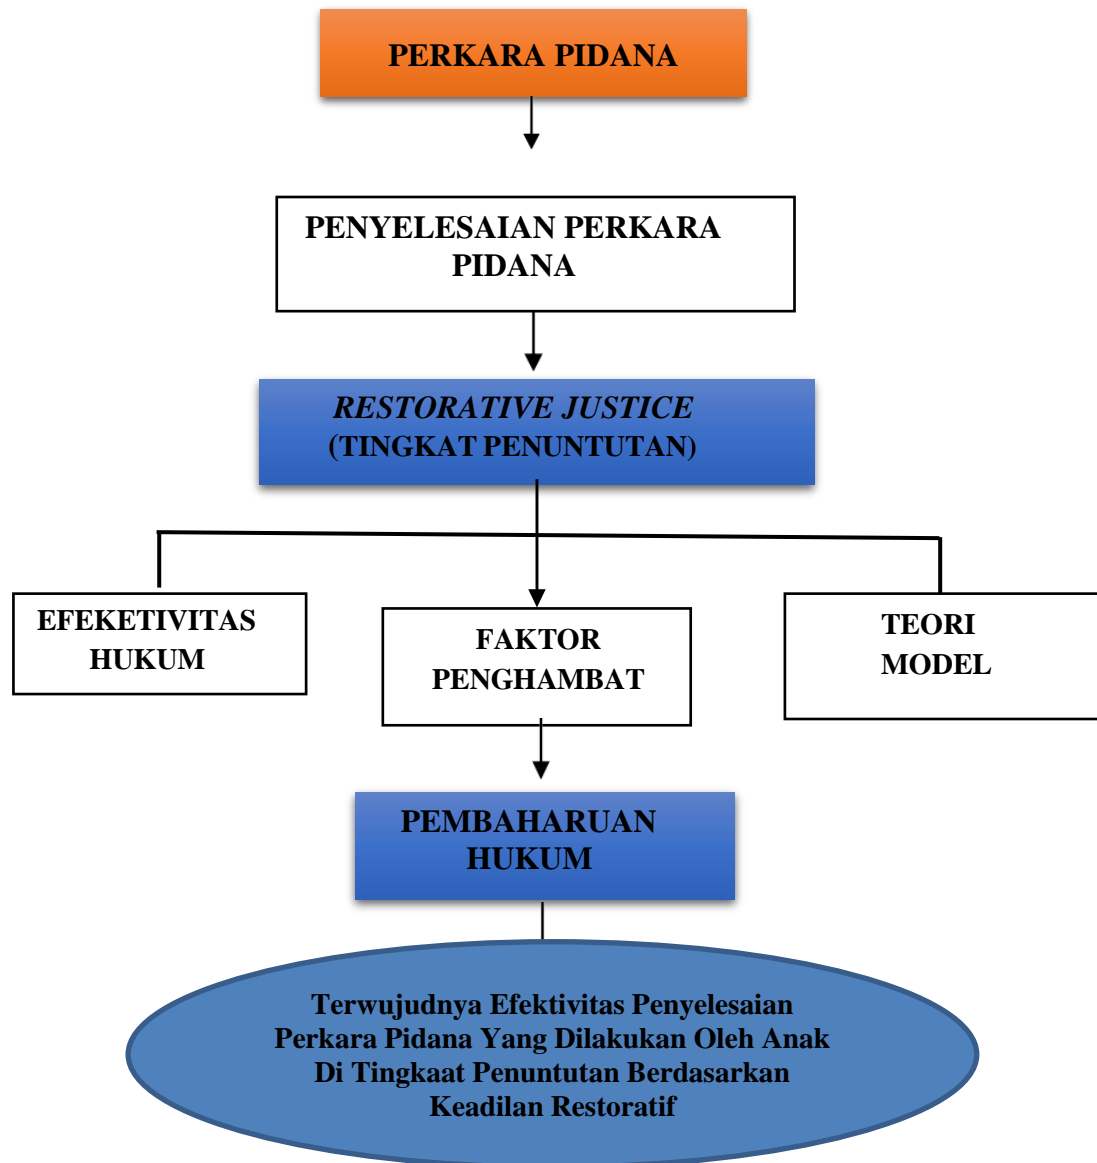 PERKARA PIDANA
PENYELESAIAN PERKARA
PIDANA
RESTORATIVE JUSTICE
(TINGKAT PENUNTUTAN)
EFEKETIVITAS
HUKUM
FAKTOR
PENGHAMBAT
TEORI
MODEL
PEMBAHARUAN
HUKUM
Terwujudnya Efektivitas Penyelesaian
Perkara Pidana Yang Dilakukan Oleh Anak
Di Tingkaat Penuntutan Berdasarkan
Keadilan Restoratif